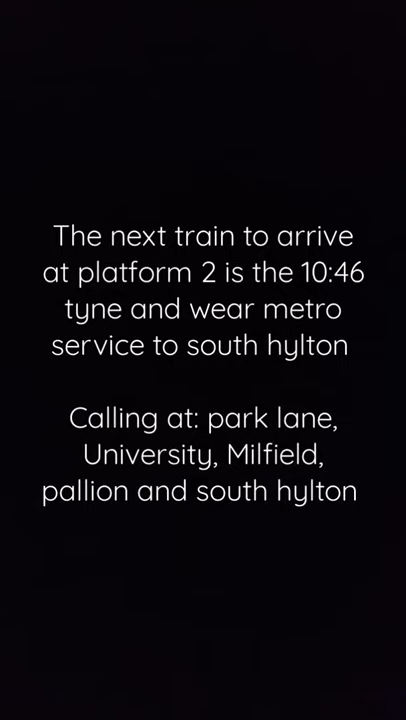 The next train to arrive
at platform 2 is the 10:46
tyne and wear metro
service to south hylton
Calling at: park lane,
University, Milfield,
pallion and south hylton